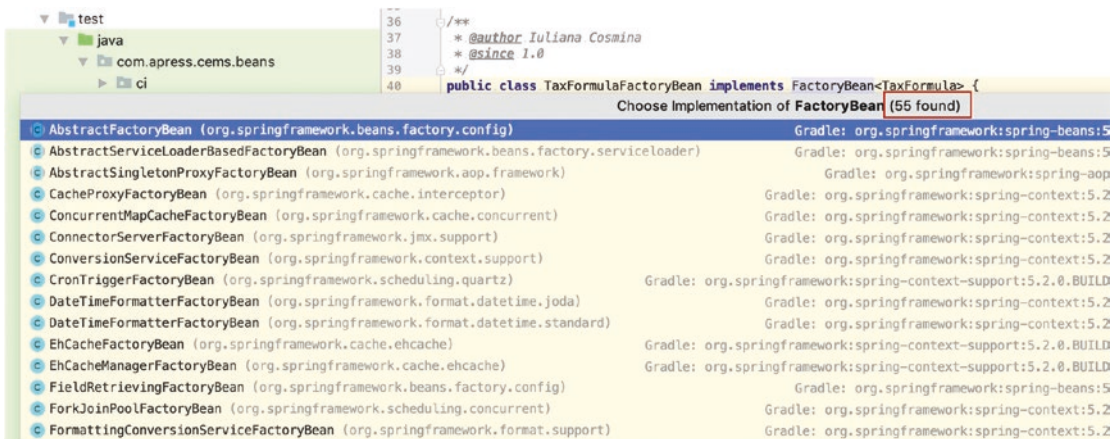 test
java
com.apress.cems.beans
ci
36 /**
37 * @author Iuliana Cosmina
38 * @since 1.0
39 */
40 public class TaxFormulaFactoryBean implements FactoryBean<TaxFormula> {
Choose Implementation of FactoryBean (55 found)
AbstractFactoryBean (org.springframework.beans.factory.config) Gradle: org.springframework:spring-beans:5
AbstractServiceLoaderBasedFactoryBean (org.springframework.beans.factory.serviceloader) Gradle: org.springframework:spring-beans:5
AbstractSingletonProxyFactoryBean (org.springframework.aop.framework) Gradle: org.springframework:spring-aop
CacheProxyFactoryBean (org.springframework.cache.interceptor) Gradle: org.springframework:spring-context:5.2
ConcurrentMapCacheFactoryBean (org.springframework.cache.concurrent) Gradle: org.springframework:spring-context:5.2
ConnectorServerFactoryBean (org.springframework.jmx.support) Gradle: org.springframework:spring-context:5.2
ConversionServiceFactoryBean (org.springframework.context.support) Gradle: org.springframework:spring-context:5.2
CronTriggerFactoryBean (org.springframework.scheduling.quartz) Gradle: org.springframework:spring-context-support:5.2.0.BUILD
DateTimeFormatterFactoryBean (org.springframework.format.datetime.joda) Gradle: org.springframework:spring-context:5.2
DateTimeFormatterFactoryBean (org.springframework.format.datetime.standard) Gradle: org.springframework:spring-context:5.2
EhCacheFactoryBean (org.springframework.cache.ehcache) Gradle: org.springframework:spring-context-support:5.2.0.BUILD
EhCacheManagerFactoryBean (org.springframework.cache.ehcache) Gradle: org.springframework:spring-context-support:5.2.0.BUILD
FieldRetrievingFactoryBean (org.springframework.beans.factory.config) Gradle: org.springframework:spring-beans:5
ForkJoinPoolFactoryBean (org.springframework.scheduling.concurrent) Gradle: org.springframework:spring-context:5.2
FormattingConversionServiceFactoryBean (org.springframework.format.support) Gradle: org.springframework:spring-context:5.2